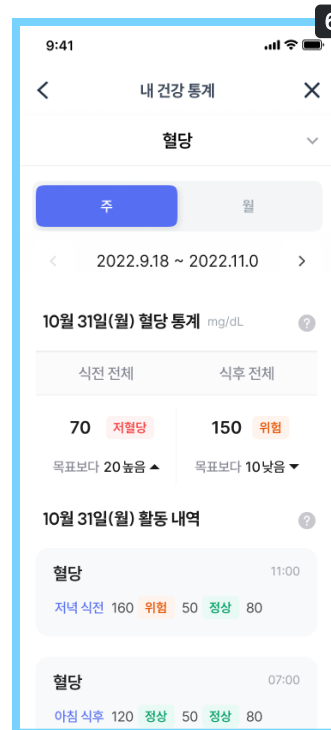 6
9:41
내 건강 통계
혈당
주 월
2022.9.18 ~ 2022.11.0
10월 31일(월) 혈당 통계 mg/dL ?
식전 전체 식후 전체
70 저혈당 150 위험
목표보다 20높음 ▲ 목표보다 10낮음 ▼
10월 31일(월) 활동 내역 ?
혈당 11:00
저녁 식전 160 위험 50 정상 80
혈당 07:00
아침 식후 120 정상 50 정상 80